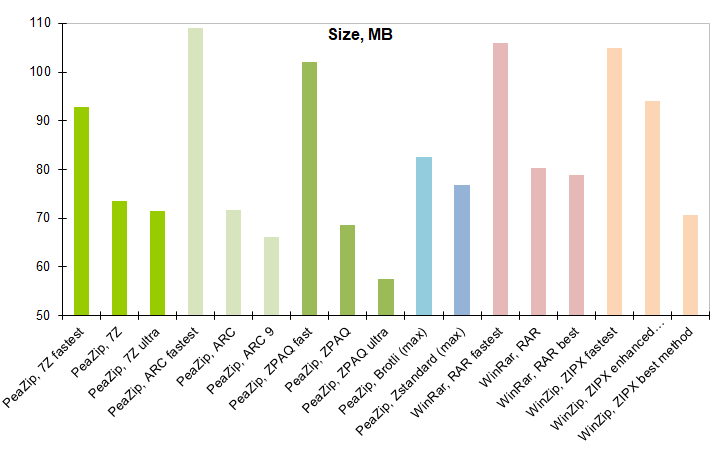 Size, MB
110
100
90
80
70
60
50
PeaZip, 7Z fastest
PeaZip, 7Z
PeaZip, 7Z ultra
PeaZip, ARC fastest
PeaZip, ARC
PeaZip, ARC 9
PeaZip, ZPAQ fast
PeaZip, ZPAQ
PeaZip, ZPAQ ultra
PeaZip, Brotli (max)
PeaZip, Zstandard (max)
WinRar, RAR fastest
WinRar, RAR
WinRar, RAR best
WinZip, ZIPX fastest
WinZip, ZIPX enhanced...
WinZip, ZIPX best method